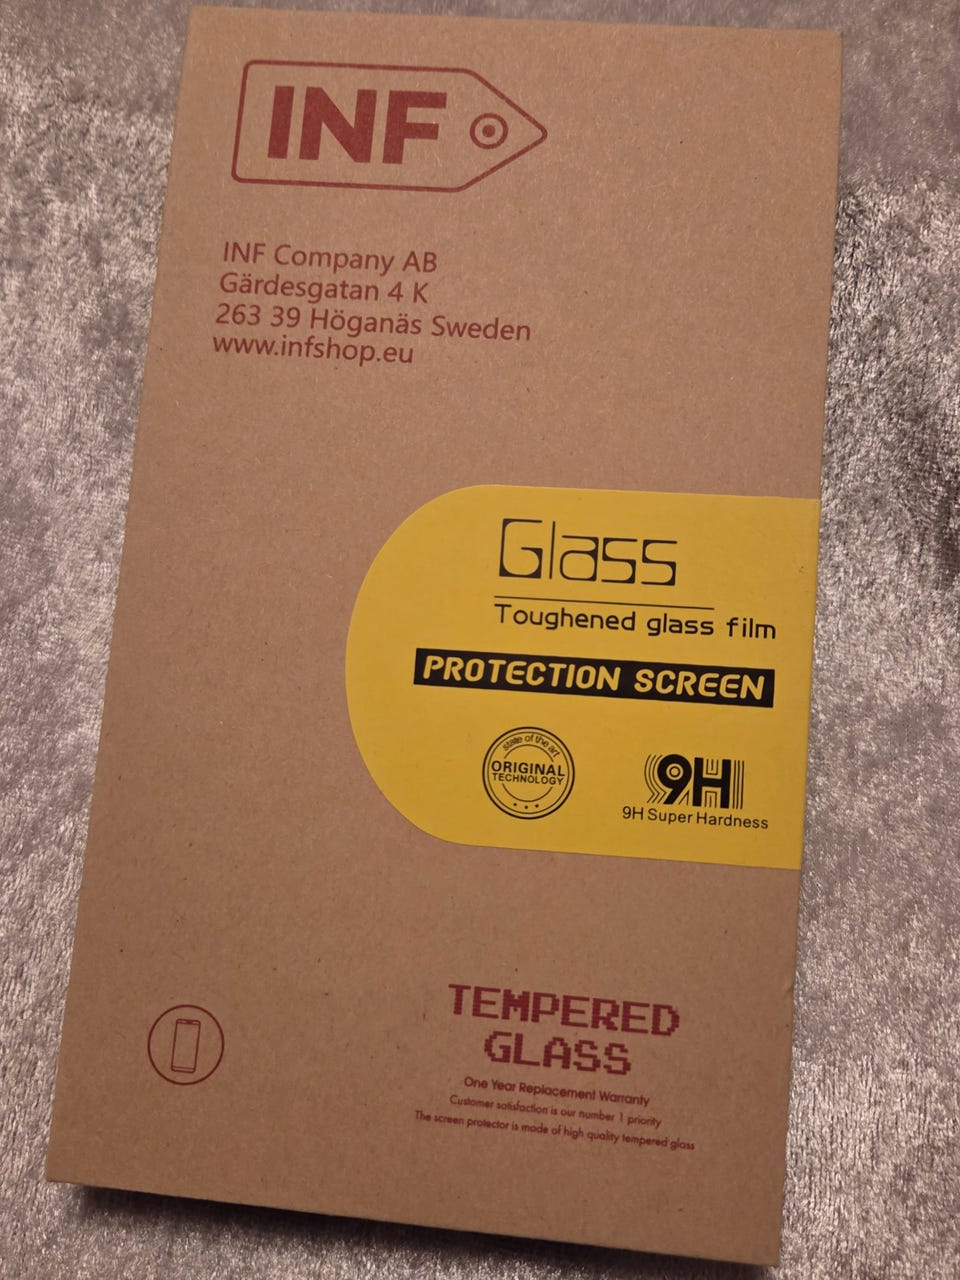 INF
INF Company AB
Gärdesgatan 4 K
263 39 Höganäs Sweden
www.infshop.eu
Glass
Toughened glass film
PROTECTION SCREEN
state of the art
ORIGINAL
TECHNOLOGY
9H
9H Super Hardness
TEMPERED
GLASS
One Year Replacement Warranty
Customer satisfaction is our number 1 priority
The screen protector is made of high quality tempered glass